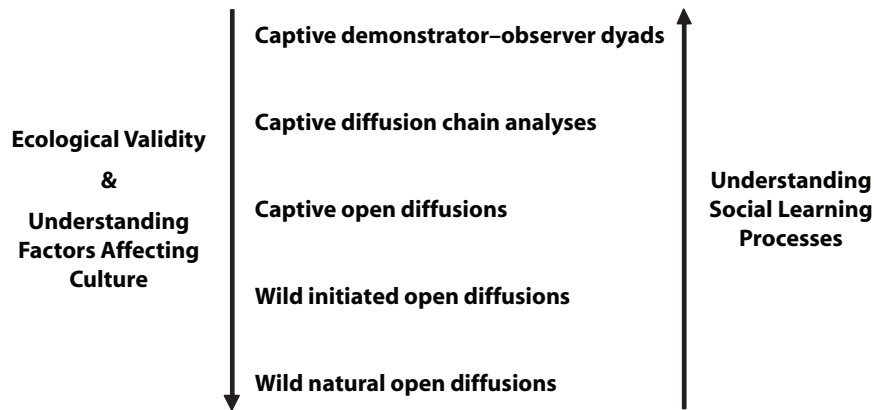 Captive demonstrator–observer dyads
Captive diffusion chain analyses
Ecological Validity
&
Understanding
Factors Affecting
Culture
Captive open diffusions
Understanding
Social Learning
Processes
Wild initiated open diffusions
Wild natural open diffusions